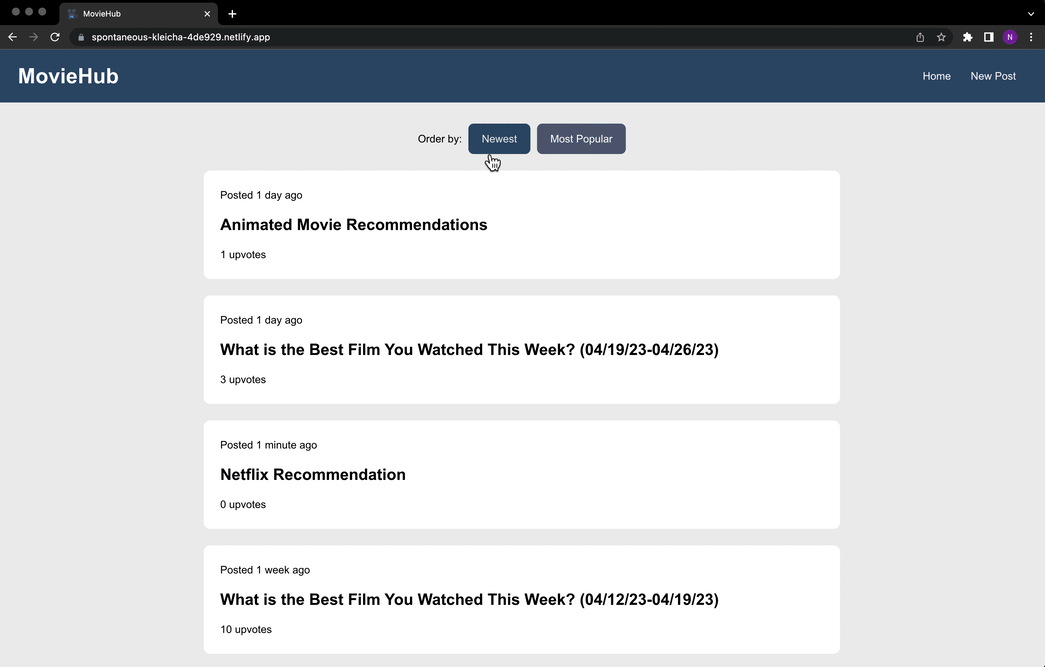 MovieHub
spontaneous-kleicha-4de929.netlify.app
N
MovieHub
Home New Post
Order by: Newest Most Popular
Posted 1 day ago
Animated Movie Recommendations
1 upvotes
Posted 1 day ago
What is the Best Film You Watched This Week? (04/19/23-04/26/23)
3 upvotes
Posted 1 minute ago
Netflix Recommendation
0 upvotes
Posted 1 week ago
What is the Best Film You Watched This Week? (04/12/23-04/19/23)
10 upvotes